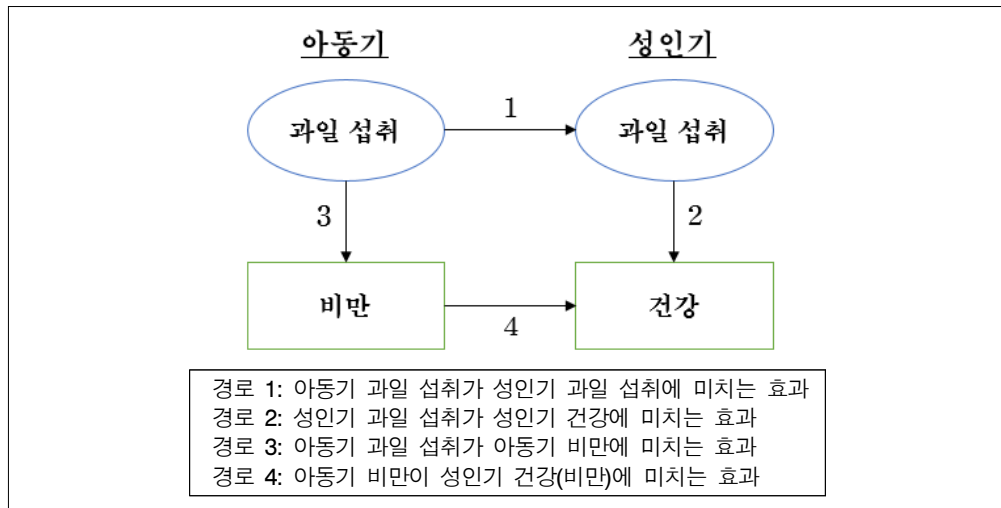 아동기 성인기
과일 섭취 1 과일 섭취
3 2
비만 4 건강
경로 1: 아동기 과일 섭취가 성인기 과일 섭취에 미치는 효과
경로 2: 성인기 과일 섭취가 성인기 건강에 미치는 효과
경로 3: 아동기 과일 섭취가 아동기 비만에 미치는 효과
경로 4: 아동기 비만이 성인기 건강(비만)에 미치는 효과